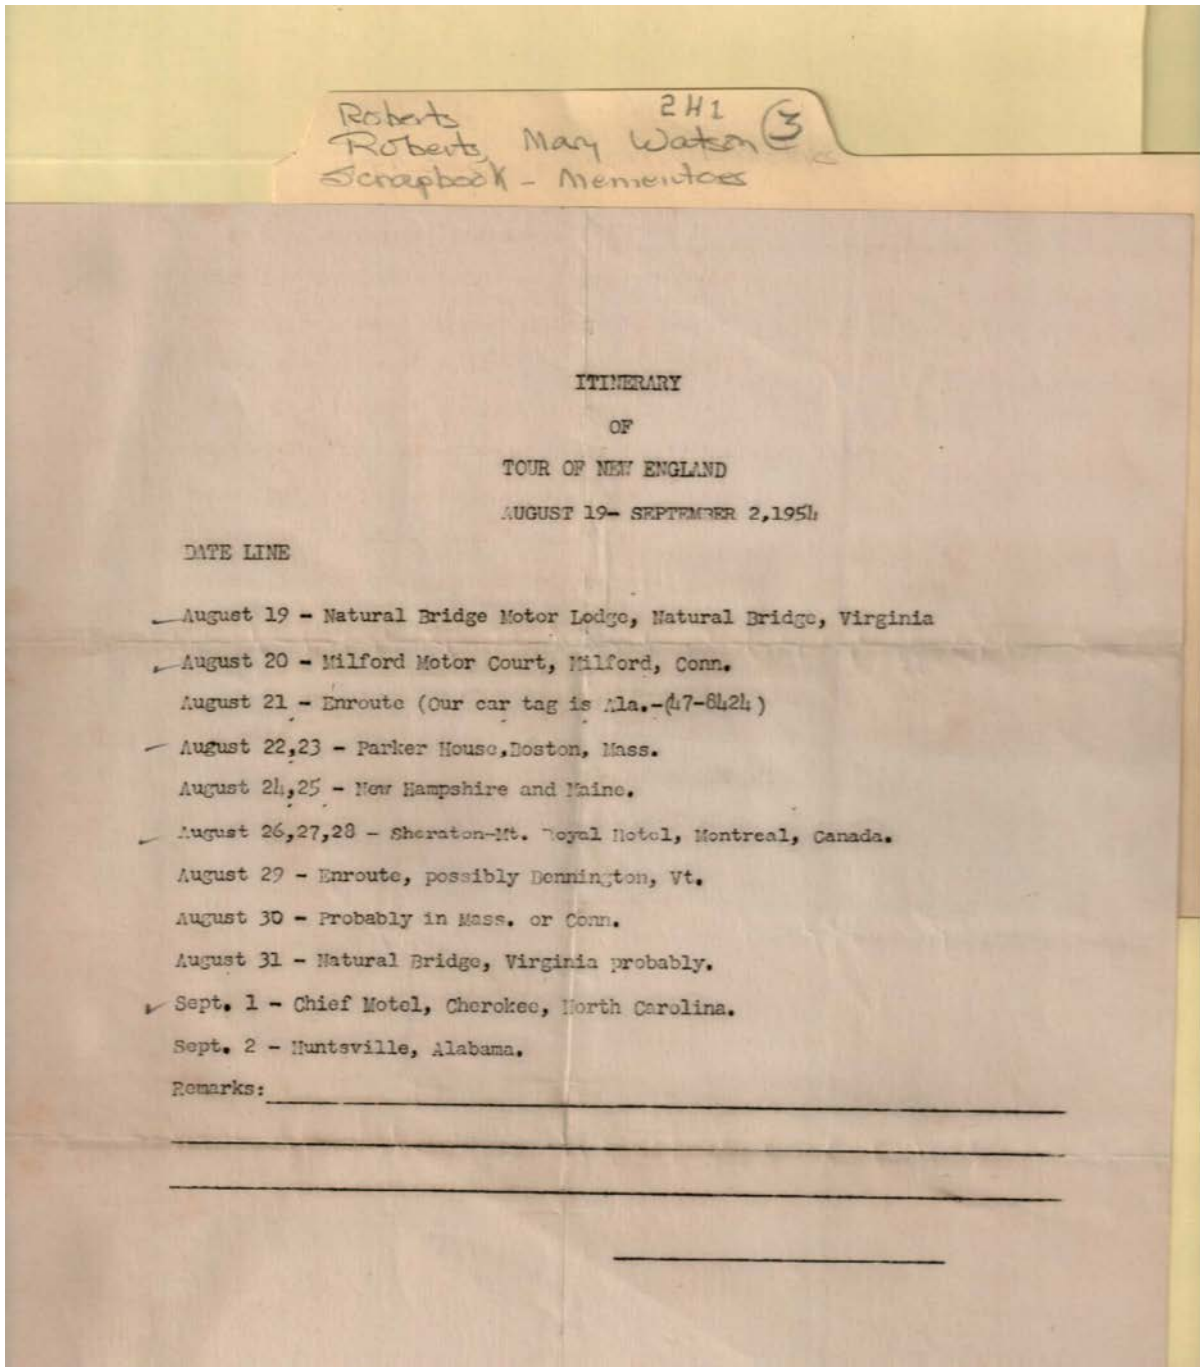 Roberts 2H1 3
Roberts, Mary Watson
Scrapbook - Mementoes
ITINERARY
OF
TOUR OF NEW ENGLAND
AUGUST 19- SEPTEMBER 2,1954
DATE LINE
August 19 - Natural Bridge Motor Lodge, Natural Bridge, Virginia
August 20 - Milford Motor Court, Milford, Conn.
August 21 - Enroute (Our car tag is Ala.-(47-8424)
August 22,23 - Parker House,Boston, Mass.
August 24,25 - New Hampshire and Maine.
August 26,27,28 - Sheraton-Mt. Royal Hotel, Montreal, Canada.
August 29 - Enroute, possibly Bennington, Vt.
August 30 - Probably in Mass. or Conn.
August 31 - Natural Bridge, Virginia probably.
Sept. 1 - Chief Motel, Cherokee, North Carolina.
Sept. 2 - Huntsville, Alabama.
Remarks: